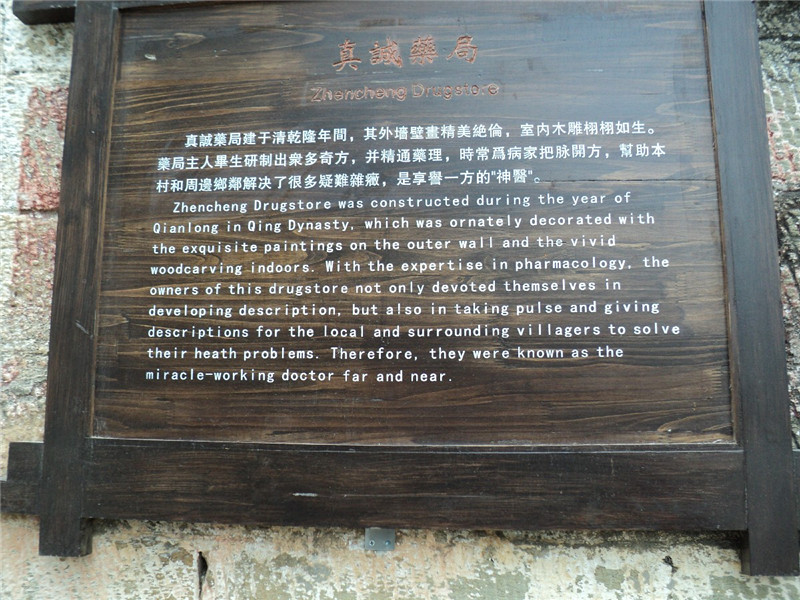 真誠藥局
Zhencheng Drugstore
真誠藥局建于清乾隆年間，其外墻壁畫精美絶倫，室内木雕栩栩如生。
藥局主人畢生研制出衆多奇方，并精通藥理，時常爲病家把脉開方，幫助本
村和周邊鄉鄰解决了很多疑難雜癥，是享譽一方的"神醫"。
Zhencheng Drugstore was constructed during the year of
Qianlong in Qing Dynasty, which was ornately decorated with
the exquisite paintings on the outer wall and the vivid
woodcarving indoors. With the expertise in pharmacology, the
owners of this drugstore not only devoted themselves in
developing description, but also in taking pulse and giving
descriptions for the local and surrounding villagers to solve
their heath problems. Therefore, they were known as the
miracle-working doctor far and near.